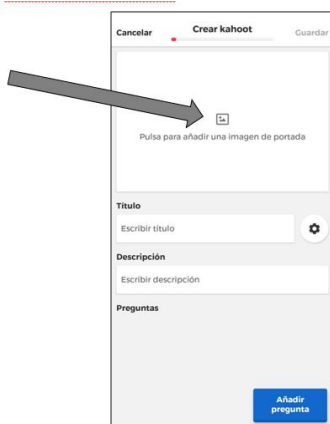 Cancelar Crear kahoot Guardar
Pulsa para añadir una imagen de portada
Título
Escribir título
Descripción
Escribir descripción
Preguntas
Añadir
pregunta